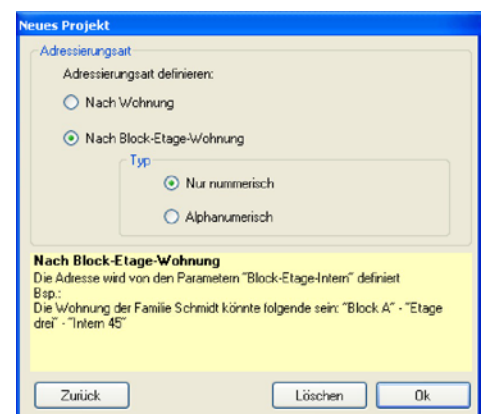 Neues Projekt
Adressierungsart
Adressierungsart definieren:
Nach Wohnung
Nach Block-Etage-Wohnung
Typ
Nur nummerisch
Alphanumerisch
Nach Block-Etage-Wohnung
Die Adresse wird von den Parametern "Block-Etage-Intern" definiert
Bsp.:
Die Wohnung der Familie Schmidt könnte folgende sein: "Block A" - "Etage
drei" - "Intern 45"
Zurück
Löschen
Ok